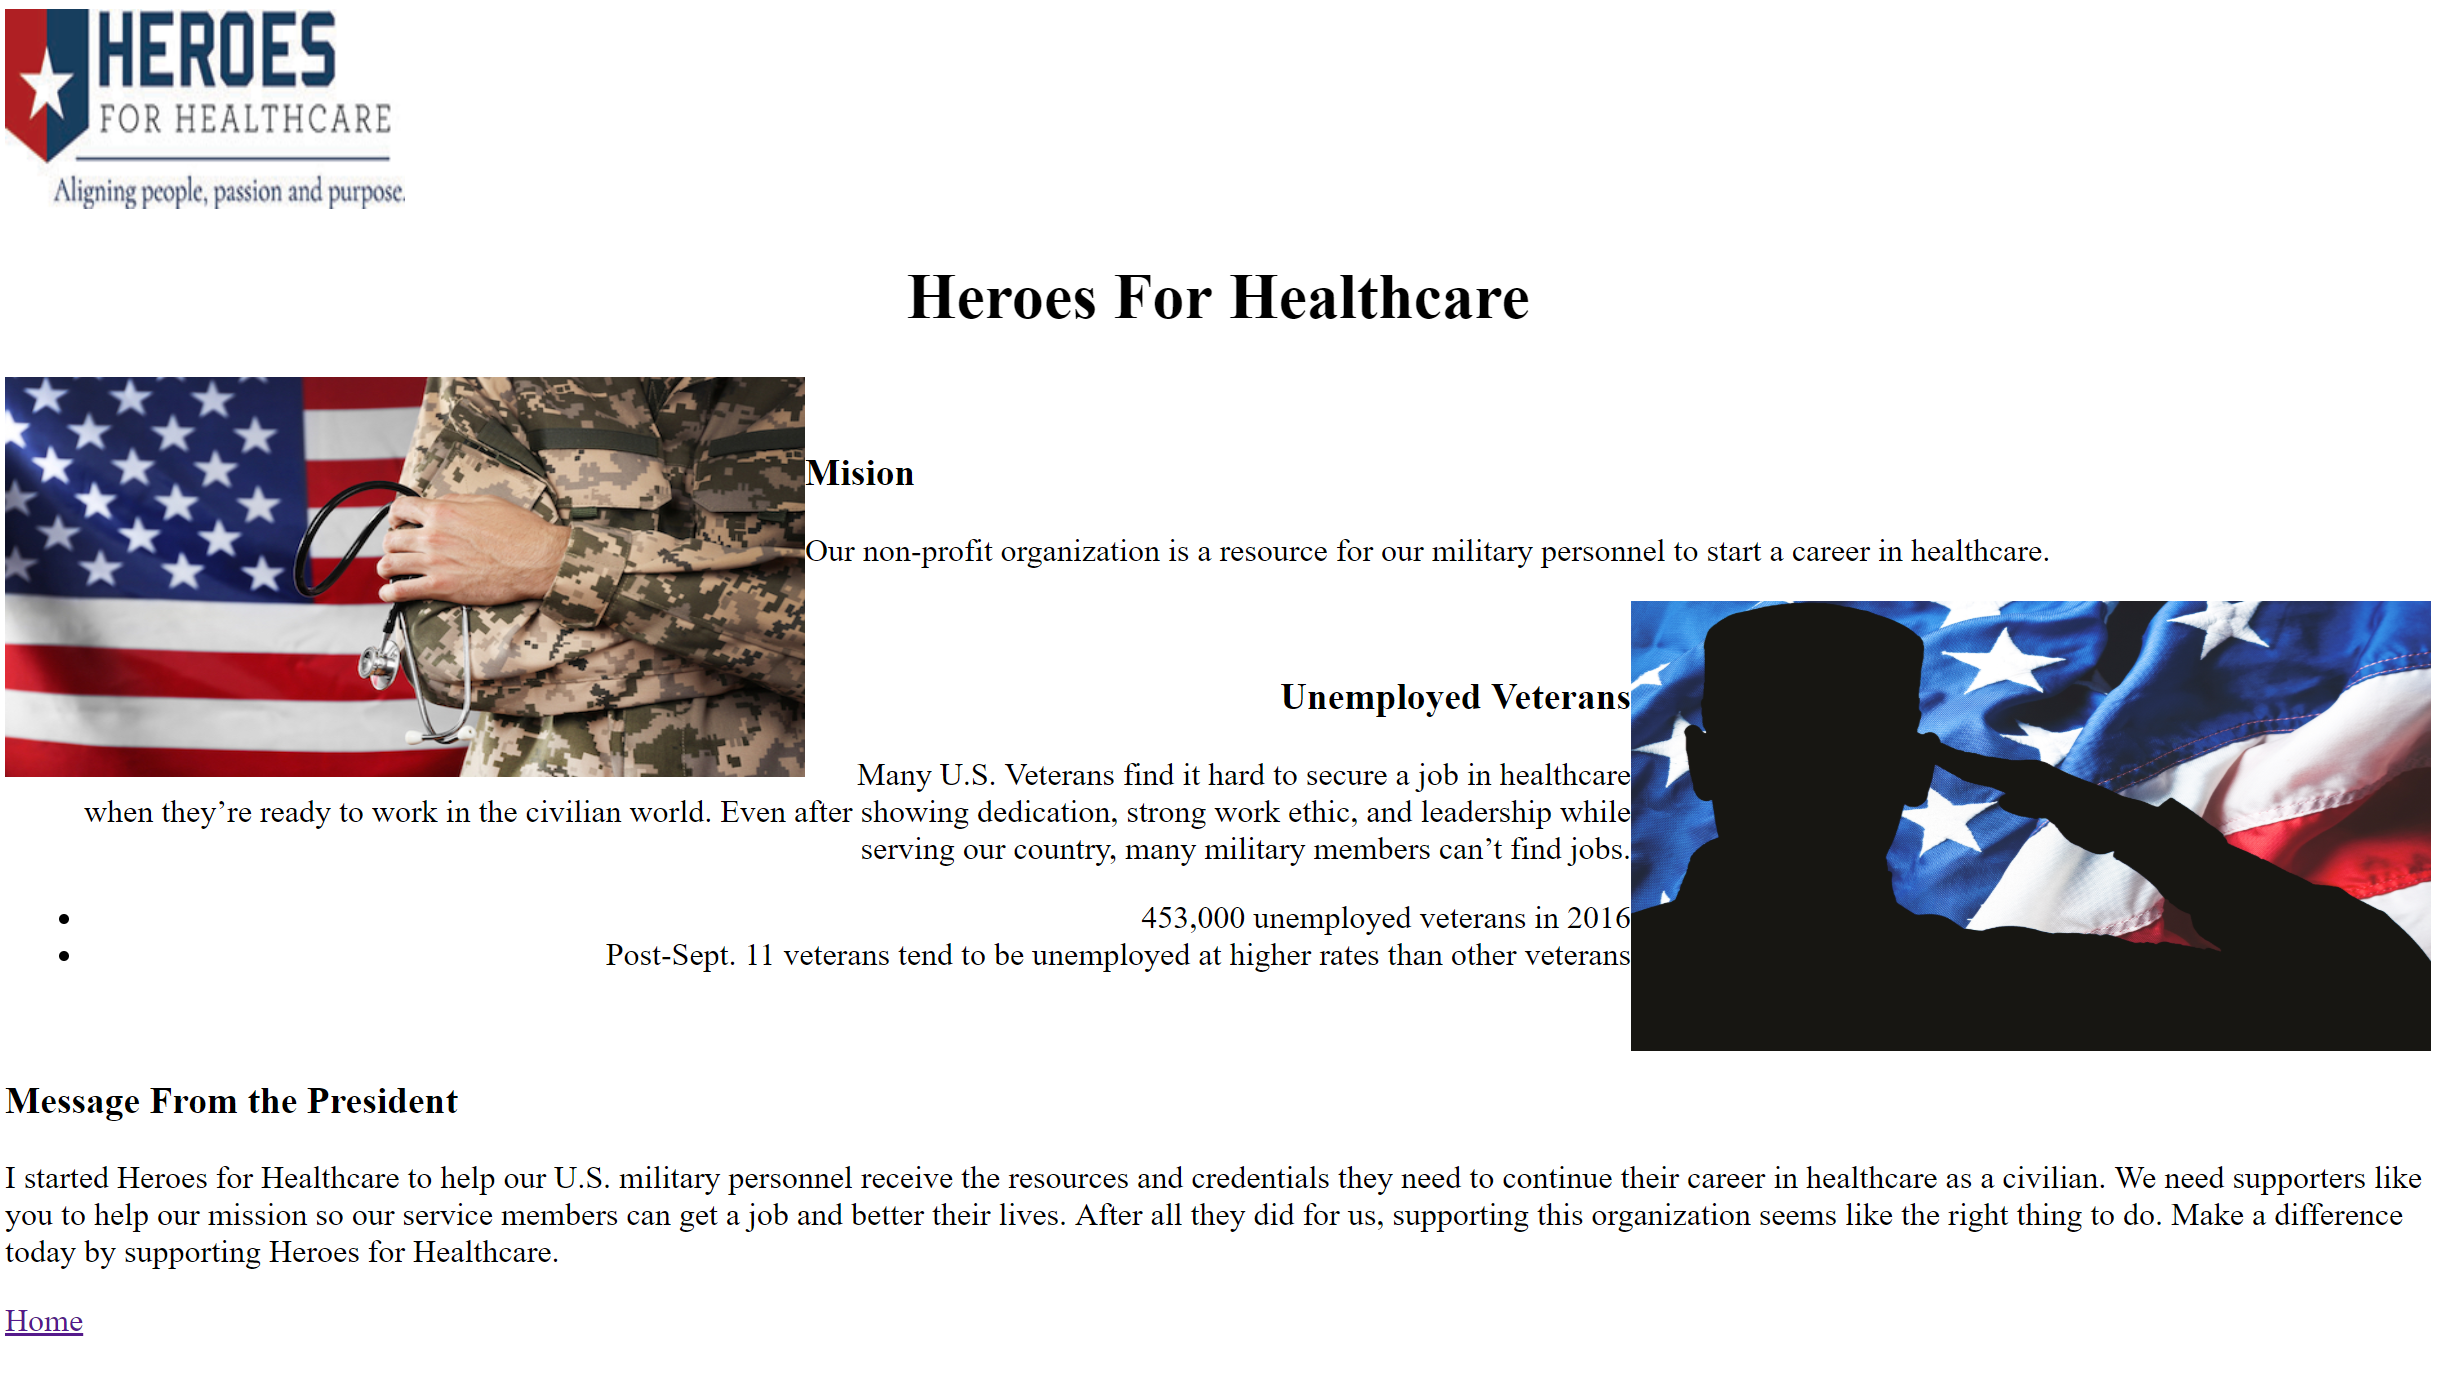 HEROES
FOR HEALTHCARE
Aligning people, passion and purpose.
Heroes For Healthcare
Mision
Our non-profit organization is a resource for our military personnel to start a career in healthcare.
Unemployed Veterans
Many U.S. Veterans find it hard to secure a job in healthcare
when they’re ready to work in the civilian world. Even after showing dedication, strong work ethic, and leadership while
serving our country, many military members can’t find jobs.
• 453,000 unemployed veterans in 2016
• Post-Sept. 11 veterans tend to be unemployed at higher rates than other veterans
Message From the President
I started Heroes for Healthcare to help our U.S. military personnel receive the resources and credentials they need to continue their career in healthcare as a civilian. We need supporters like
you to help our mission so our service members can get a job and better their lives. After all they did for us, supporting this organization seems like the right thing to do. Make a difference
today by supporting Heroes for Healthcare.
Home